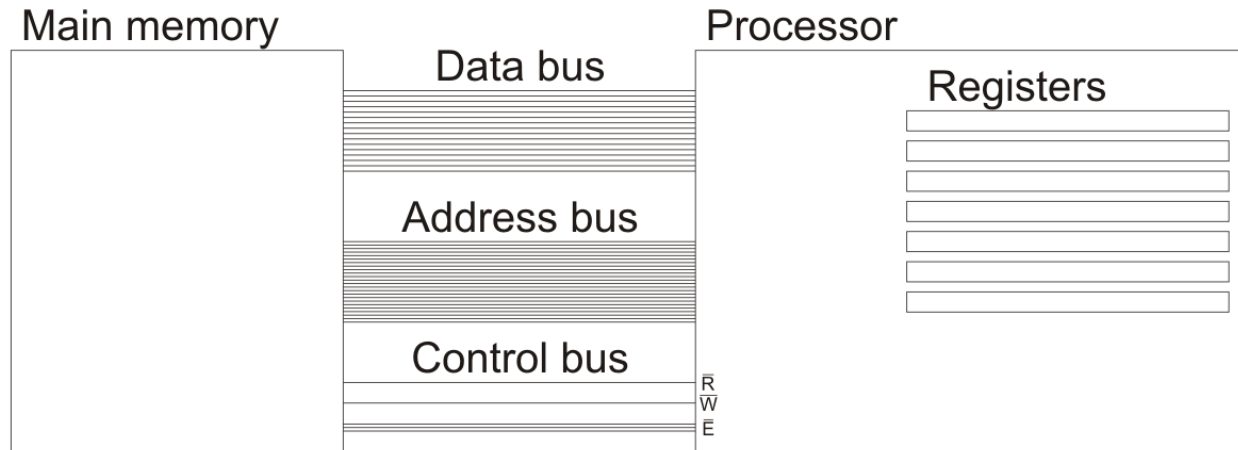 Main memory
Processor
Data bus
Registers
Address bus
Control bus
R̅
W̅
E̅